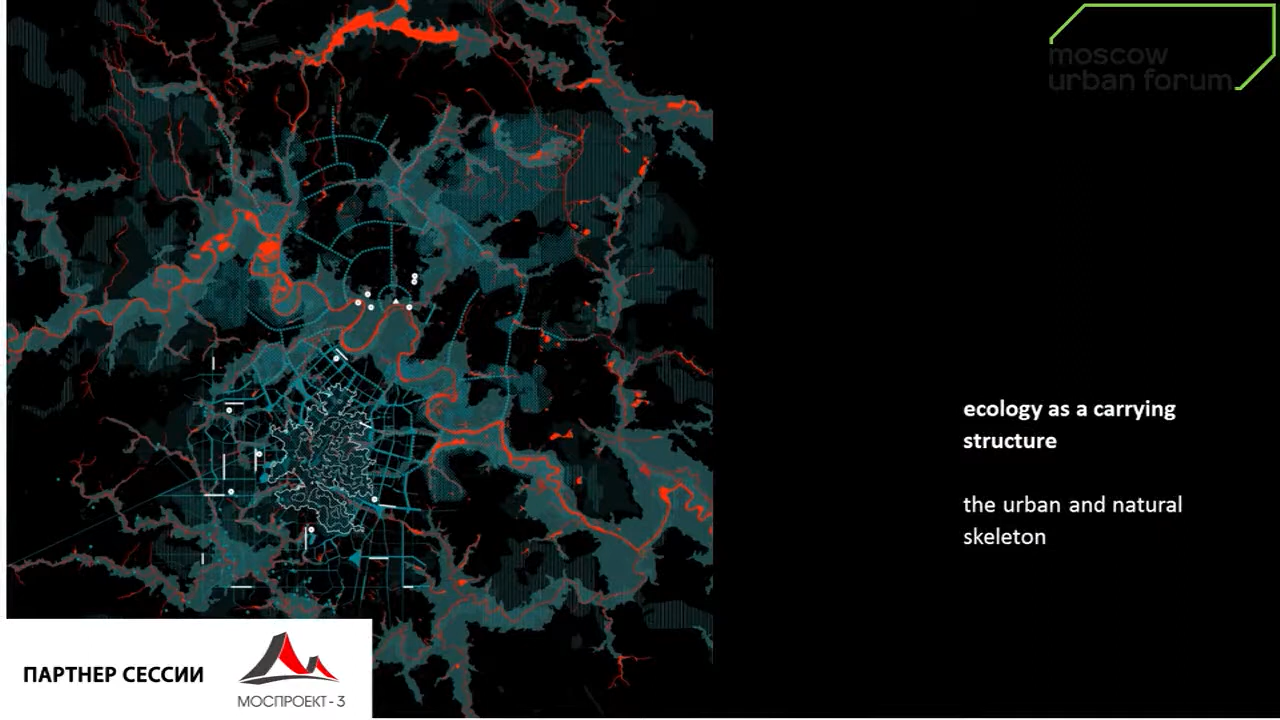 moscow
urban forum
ecology as a carrying
structure
the urban and natural
skeleton
ПАРТНЕР СЕССИИ
МОСПРОЕКТ - 3